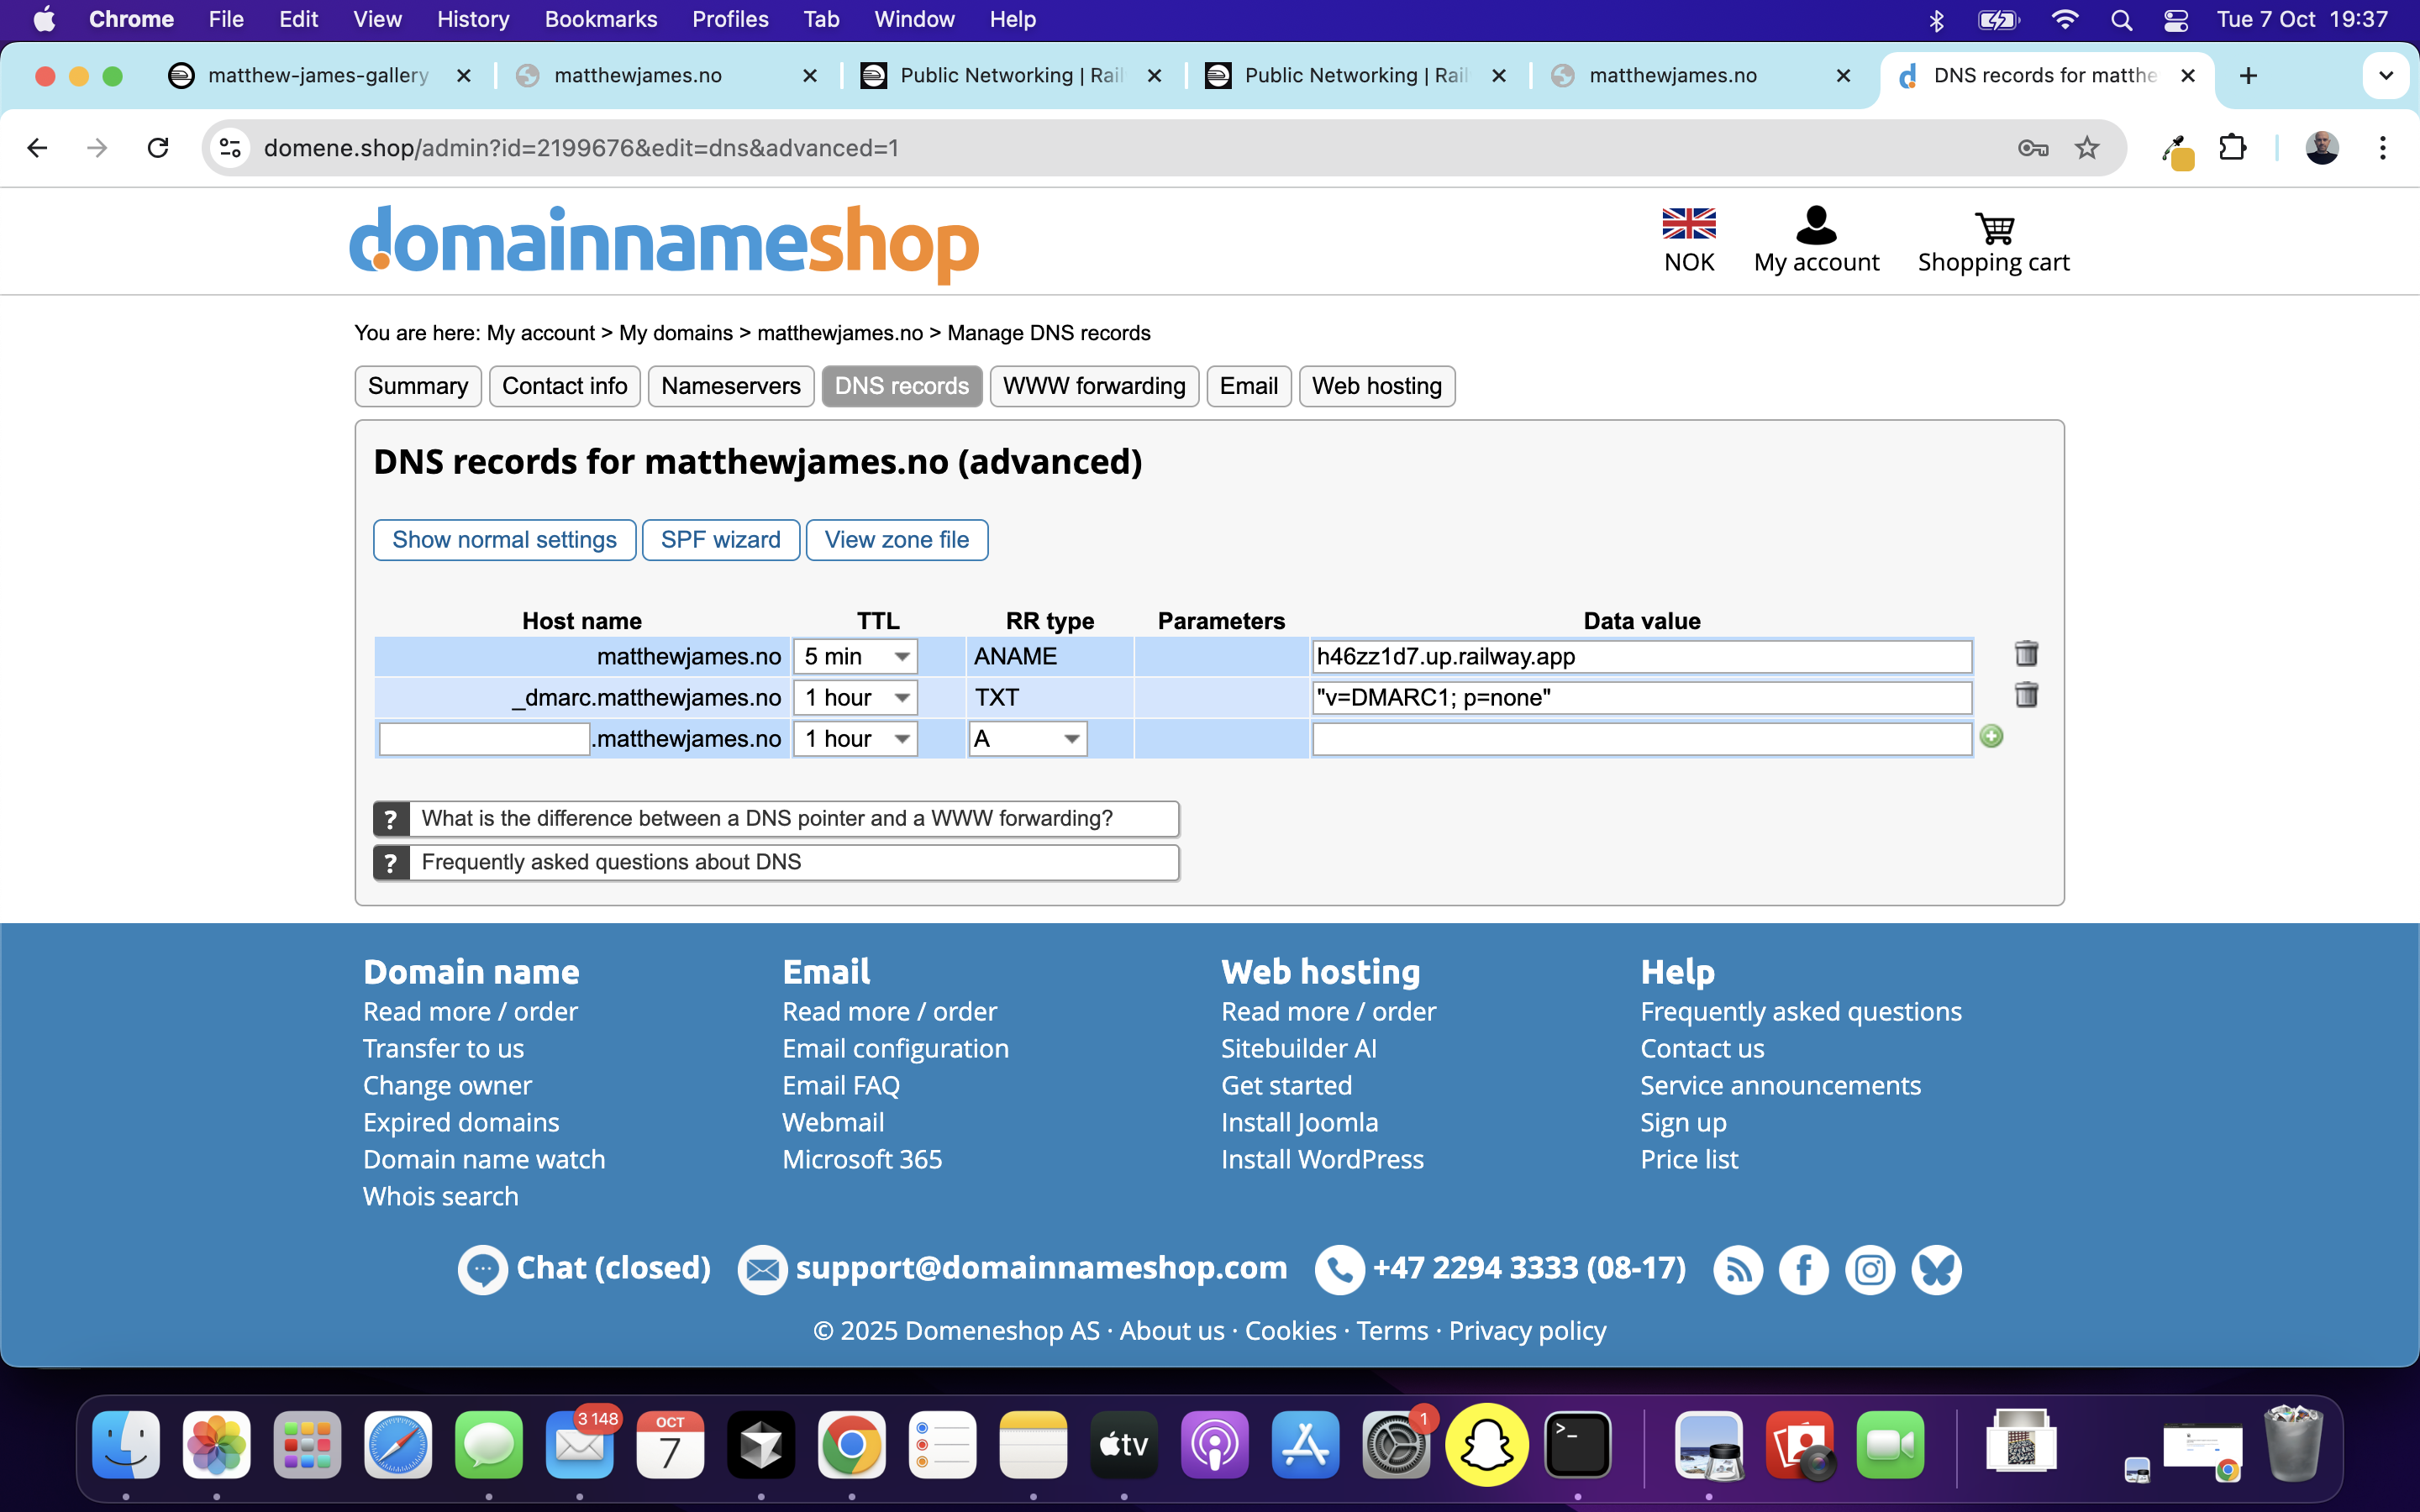 Chrome File Edit View History Bookmarks Profiles Tab Window Help Tue 7 Oct 19:37
matthew-james-gallery matthewjames.no Public Networking | Rail Public Networking | Rail matthewjames.no DNS records for matthe
domene.shop/admin?id=2199676&edit=dns&advanced=1
domainnameshop
NOK My account Shopping cart
You are here: My account > My domains > matthewjames.no > Manage DNS records
Summary Contact info Nameservers DNS records WWW forwarding Email Web hosting
DNS records for matthewjames.no (advanced)
Show normal settings SPF wizard View zone file
Host name TTL RR type Parameters Data value
matthewjames.no 5 min ANAME h46zz1d7.up.railway.app
_dmarc.matthewjames.no 1 hour TXT "v=DMARC1; p=none"
.matthewjames.no 1 hour A
? What is the difference between a DNS pointer and a WWW forwarding?
? Frequently asked questions about DNS
Domain name Email Web hosting Help
Read more / order Read more / order Read more / order Frequently asked questions
Transfer to us Email configuration Sitebuilder AI Contact us
Change owner Email FAQ Get started Service announcements
Expired domains Webmail Install Joomla Sign up
Domain name watch Microsoft 365 Install WordPress Price list
Whois search
Chat (closed) support@domainnameshop.com +47 2294 3333 (08-17)
© 2025 Domeneshop AS · About us · Cookies · Terms · Privacy policy
3 148 OCT 7 tv 1